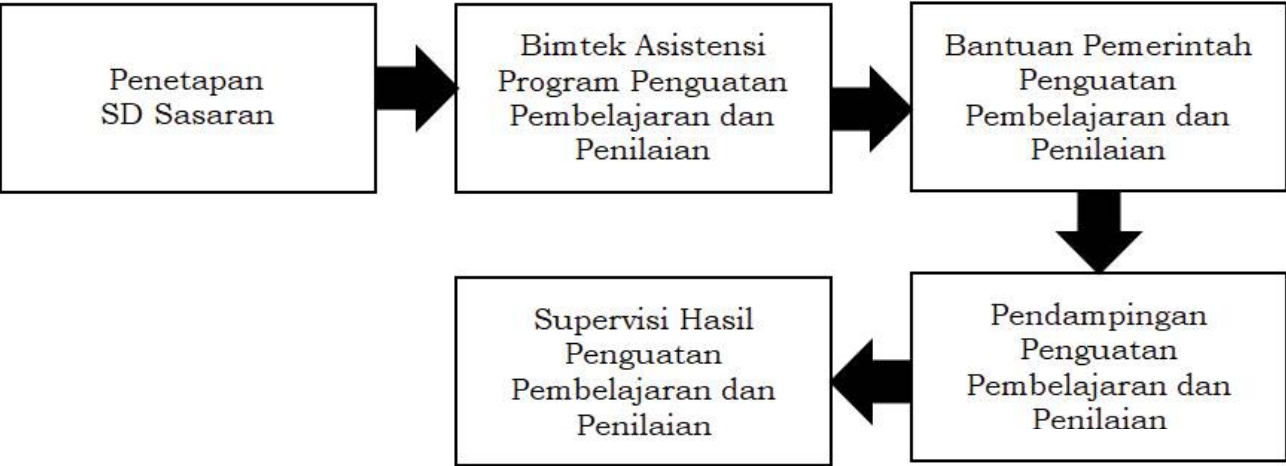 Penetapan
SD Sasaran
Bimtek Asistensi
Program Penguatan
Pembelajaran dan
Penilaian
Bantuan Pemerintah
Penguatan
Pembelajaran dan
Penilaian
Pendampingan
Penguatan
Pembelajaran dan
Penilaian
Supervisi Hasil
Penguatan
Pembelajaran dan
Penilaian